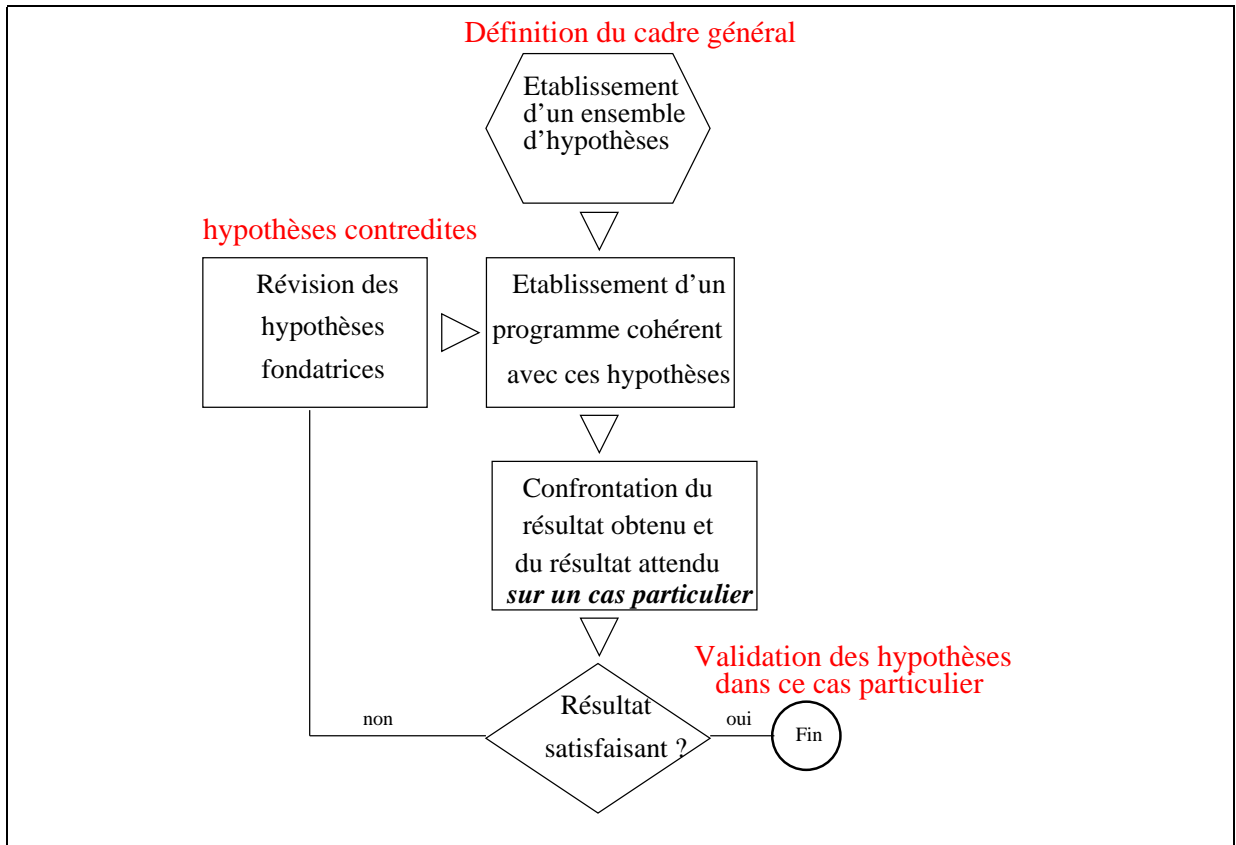 Définition du cadre général
Etablissement
d’un ensemble
d’hypothèses
hypothèses contredites
Révision des
hypothèses
fondatrices
Etablissement d’un
programme cohérent
avec ces hypothèses
Confrontation du
résultat obtenu et
du résultat attendu
sur un cas particulier
Validation des hypothèses
dans ce cas particulier
Résultat
satisfaisant ?
non
oui
Fin